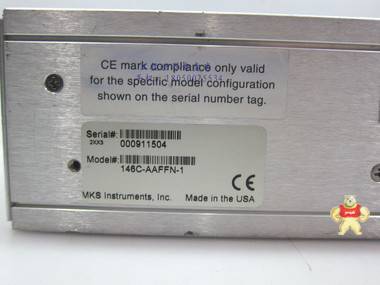 CE mark compliance only valid
for the specific model configuration
shown on the serial number tag.
Serial#:
2XX3
000911504
Model#:
146C-AAFFN-1
CE
MKS Instruments, Inc. Made in the USA